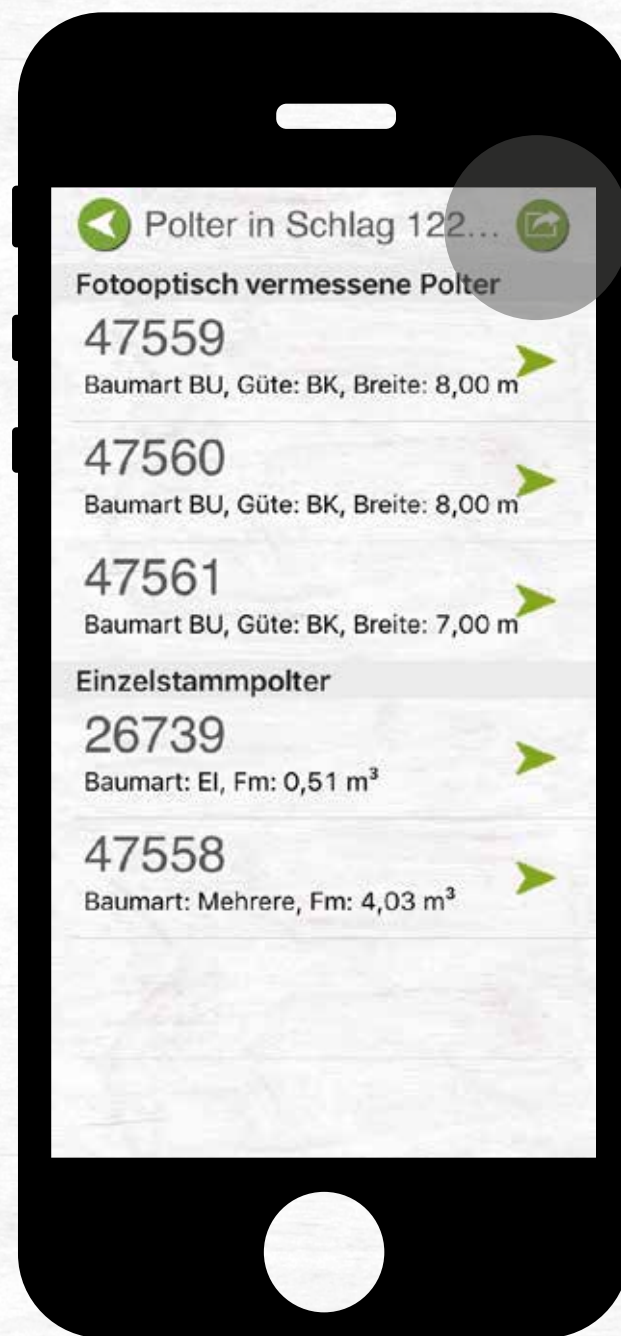 Polter in Schlag 122...
Fotooptisch vermessene Polter
47559
Baumart BU, Güte: BK, Breite: 8,00 m
47560
Baumart BU, Güte: BK, Breite: 8,00 m
47561
Baumart BU, Güte: BK, Breite: 7,00 m
Einzelstammpolter
26739
Baumart: EI, Fm: 0,51 m³
47558
Baumart: Mehrere, Fm: 4,03 m³